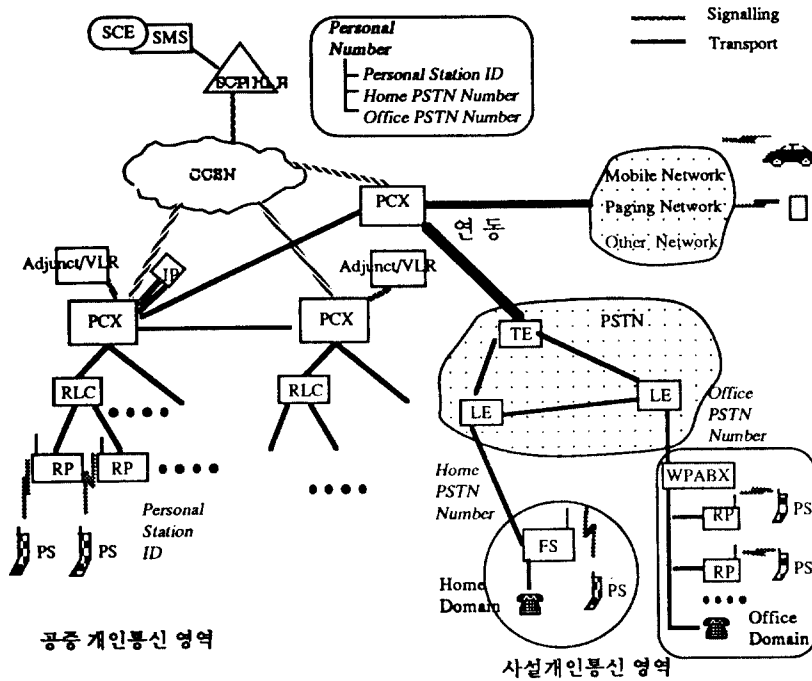 SCE
SMS
Personal
Number
Personal Station ID
Home PSTN Number
Office PSTN Number
Signalling
Transport
PCX
연동
Mobile Network
Paging Network
Other Network
Adjunct/VLR
IP
Adjunct/VLR
PCX
PCX
RLC
RLC
RP
RP
PS
PS
Personal
Station
ID
PSTN
TE
LE
LE
Office
PSTN
Number
Home
PSTN
Number
WPABX
RP
PS
RP
PS
FS
PS
Home
Domain
Office
Domain
공중 개인통신 영역
사설개인통신 영역